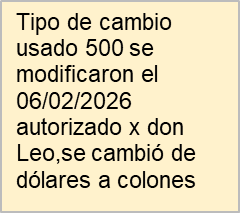 Tipo de cambio
usado 500 se
modificaron el
06/02/2026
autorizado x don
Leo,se cambió de
dólares a colones